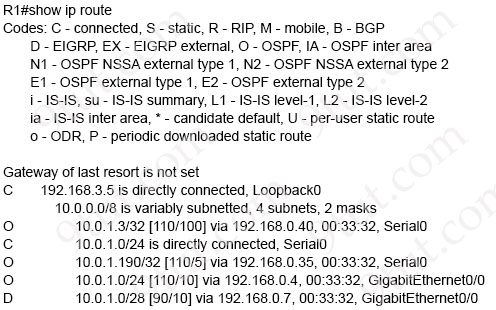 R1#show ip route
Codes: C - connected, S - static, R - RIP, M - mobile, B - BGP
D - EIGRP, EX - EIGRP external, O - OSPF, IA - OSPF inter area
N1 - OSPF NSSA external type 1, N2 - OSPF NSSA external type 2
E1 - OSPF external type 1, E2 - OSPF external type 2
i - IS-IS, su - IS-IS summary, L1 - IS-IS level-1, L2 - IS-IS level-2
ia - IS-IS inter area, * - candidate default, U - per-user static route
o - ODR, P - periodic downloaded static route
Gateway of last resort is not set
C 192.168.3.5 is directly connected, Loopback0
10.0.0.0/8 is variably subnetted, 4 subnets, 2 masks
O 10.0.1.3/32 [110/100] via 192.168.0.40, 00:33:32, Serial0
C 10.0.1.0/24 is directly connected, Serial0
O 10.0.1.190/32 [110/5] via 192.168.0.35, 00:33:32, Serial0
O 10.0.1.0/24 [110/10] via 192.168.0.4, 00:33:32, GigabitEthernet0/0
D 10.0.1.0/28 [90/10] via 192.168.0.7, 00:33:32, GigabitEthernet0/0